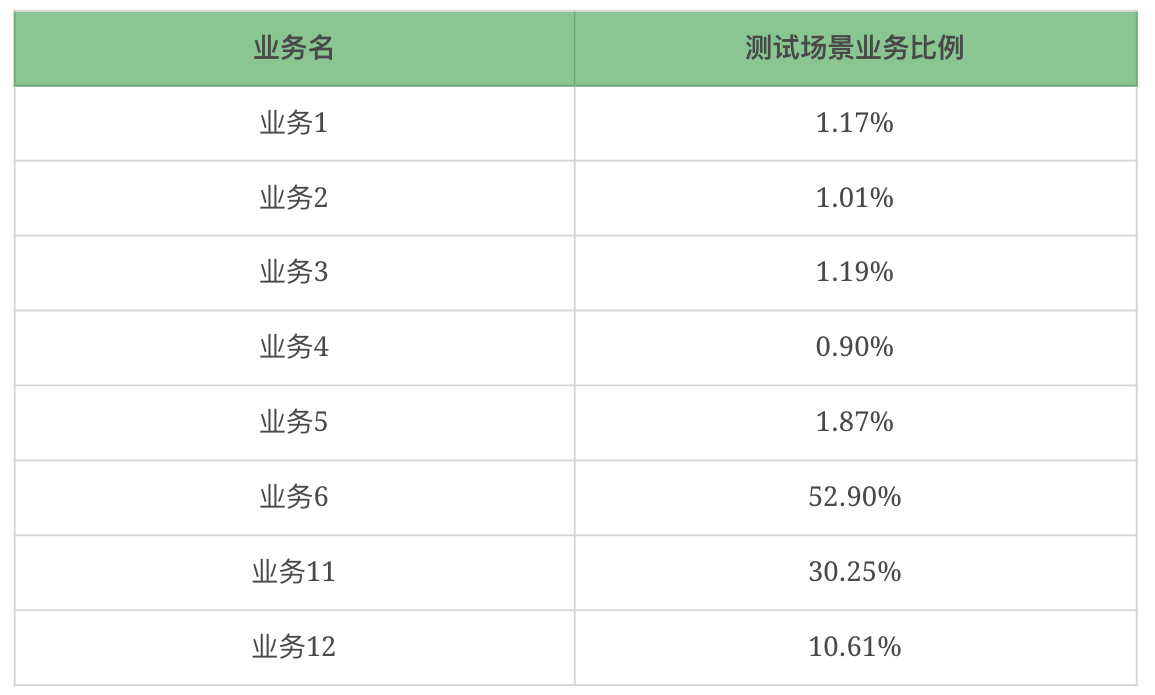 业务名 测试场景业务比例
业务1 1.17%
业务2 1.01%
业务3 1.19%
业务4 0.90%
业务5 1.87%
业务6 52.90%
业务11 30.25%
业务12 10.61%